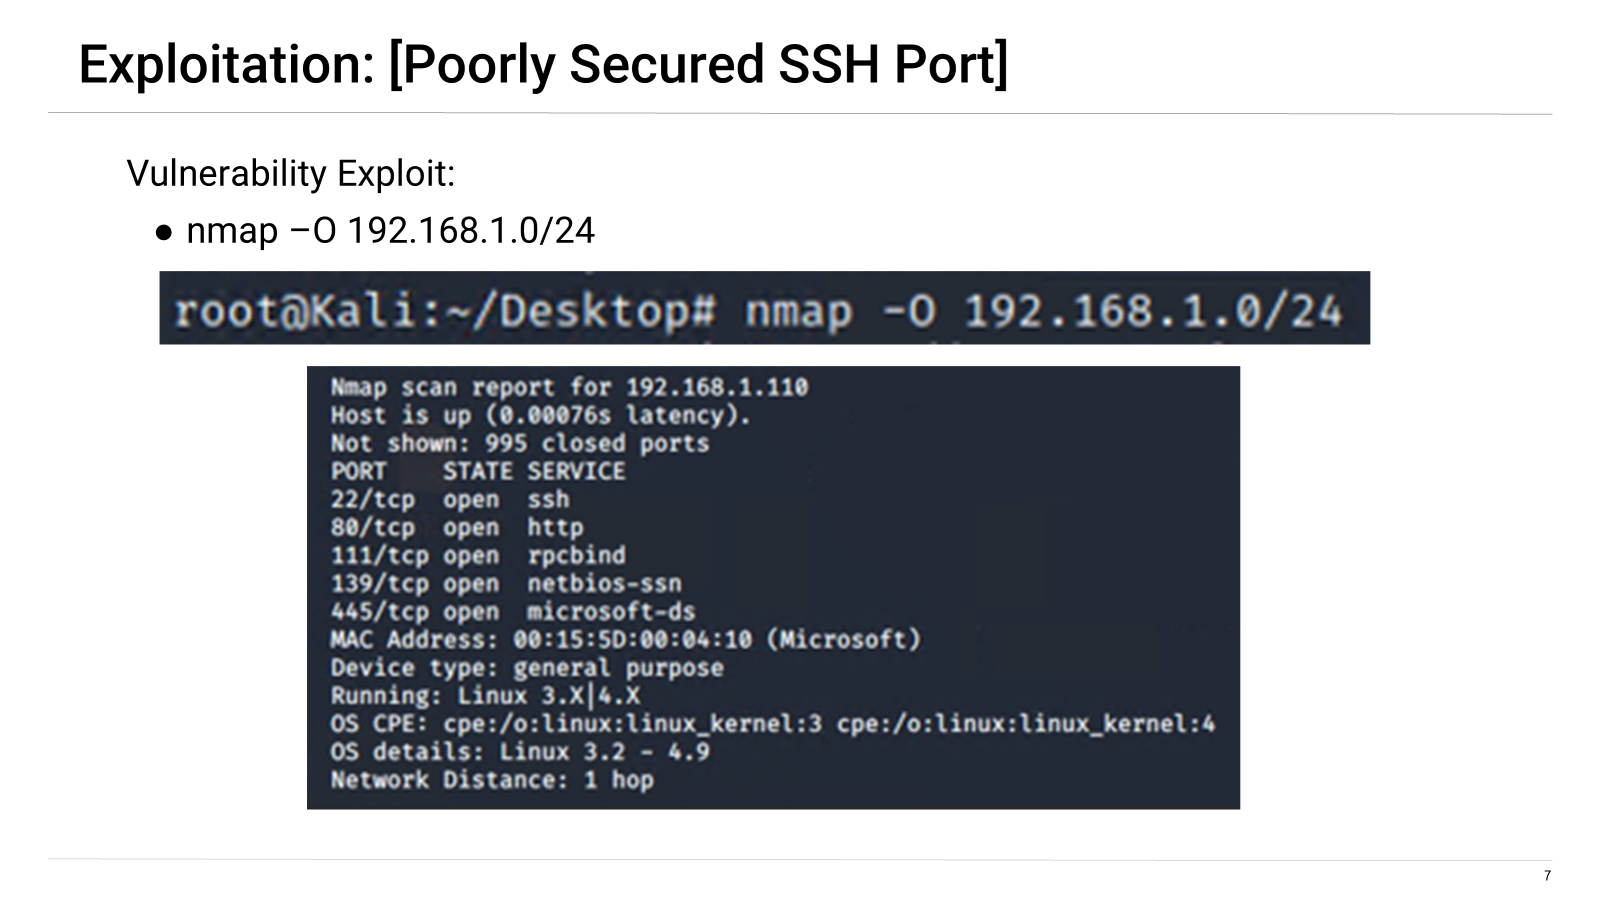 Exploitation: [Poorly Secured SSH Port]
Vulnerability Exploit:
● nmap –O 192.168.1.0/24
root@Kali:~/Desktop# nmap -O 192.168.1.0/24
Nmap scan report for 192.168.1.110
Host is up (0.00076s latency).
Not shown: 995 closed ports
PORT    STATE SERVICE
22/tcp  open  ssh
80/tcp  open  http
111/tcp open  rpcbind
139/tcp open  netbios-ssn
445/tcp open  microsoft-ds
MAC Address: 00:15:5D:00:04:10 (Microsoft)
Device type: general purpose
Running: Linux 3.X|4.X
OS CPE: cpe:/o:linux:linux_kernel:3 cpe:/o:linux:linux_kernel:4
OS details: Linux 3.2 - 4.9
Network Distance: 1 hop
7